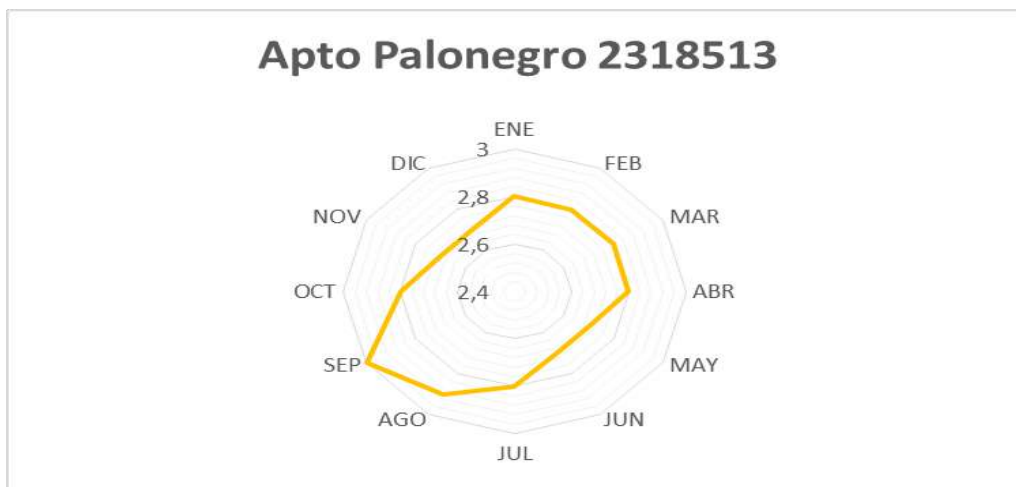 Apto Palonegro 2318513
ENE
3
DIC
FEB
2,8
NOV
MAR
2,6
OCT
2,4
ABR
SEP
MAY
AGO
JUN
JUL